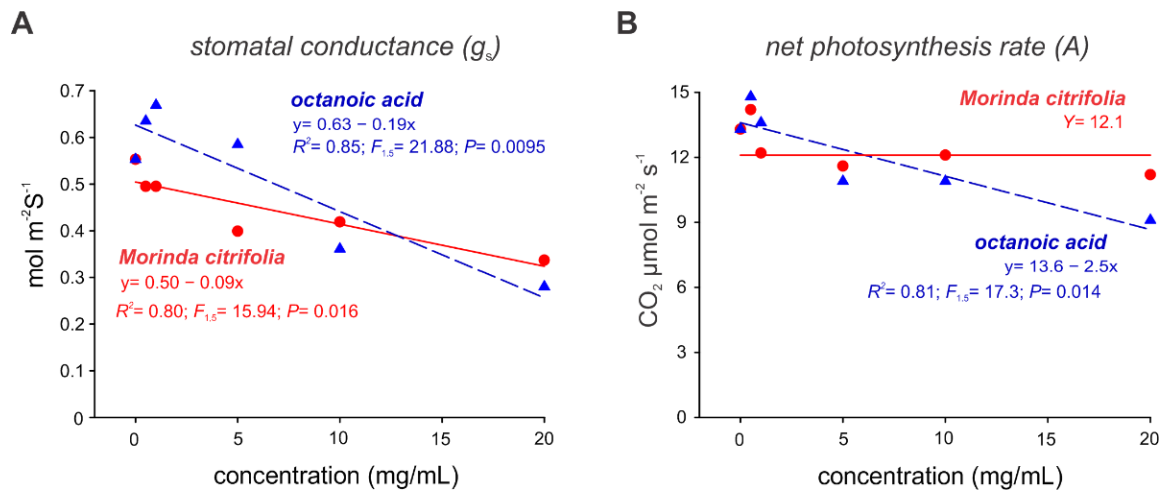 A
stomatal conductance (gs)
0.7
0.6
0.5
0.4
0.3
0.2
0.1
0
mol m-2S-1
octanoic acid
y= 0.63 − 0.19x
R2= 0.85; F1.5= 21.88; P= 0.0095
Morinda citrifolia
y= 0.50 − 0.09x
R2= 0.80; F1.5= 15.94; P= 0.016
0 5 10 15 20
concentration (mg/mL)
B
net photosynthesis rate (A)
15
12
9
6
3
0
CO2 µmol m-2 s-1
Morinda citrifolia
Y= 12.1
octanoic acid
y= 13.6 − 2.5x
R2= 0.81; F1.5= 17.3; P= 0.014
0 5 10 15 20
concentration (mg/mL)